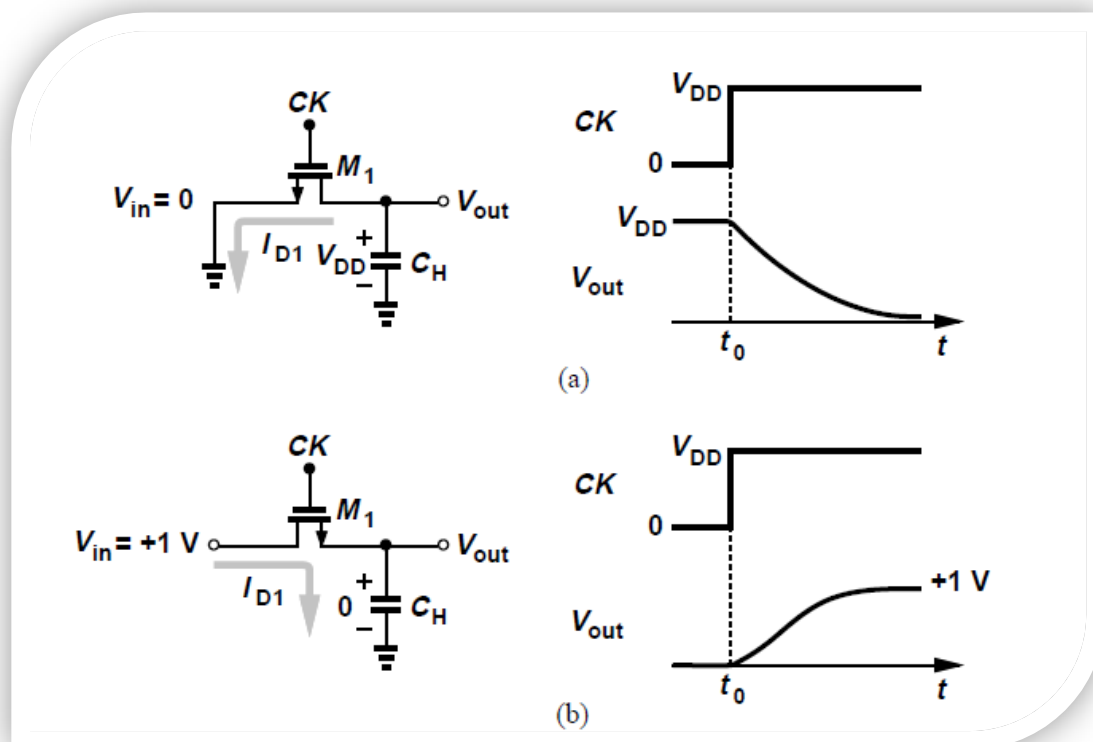 CK
M1
Vin = 0
Vout
ID1
VDD
+
−
CH
VDD
CK
0
VDD
Vout
t0
t
(a)
CK
M1
Vin = +1 V
Vout
ID1
0
+
−
CH
VDD
CK
0
+1 V
Vout
t0
t
(b)